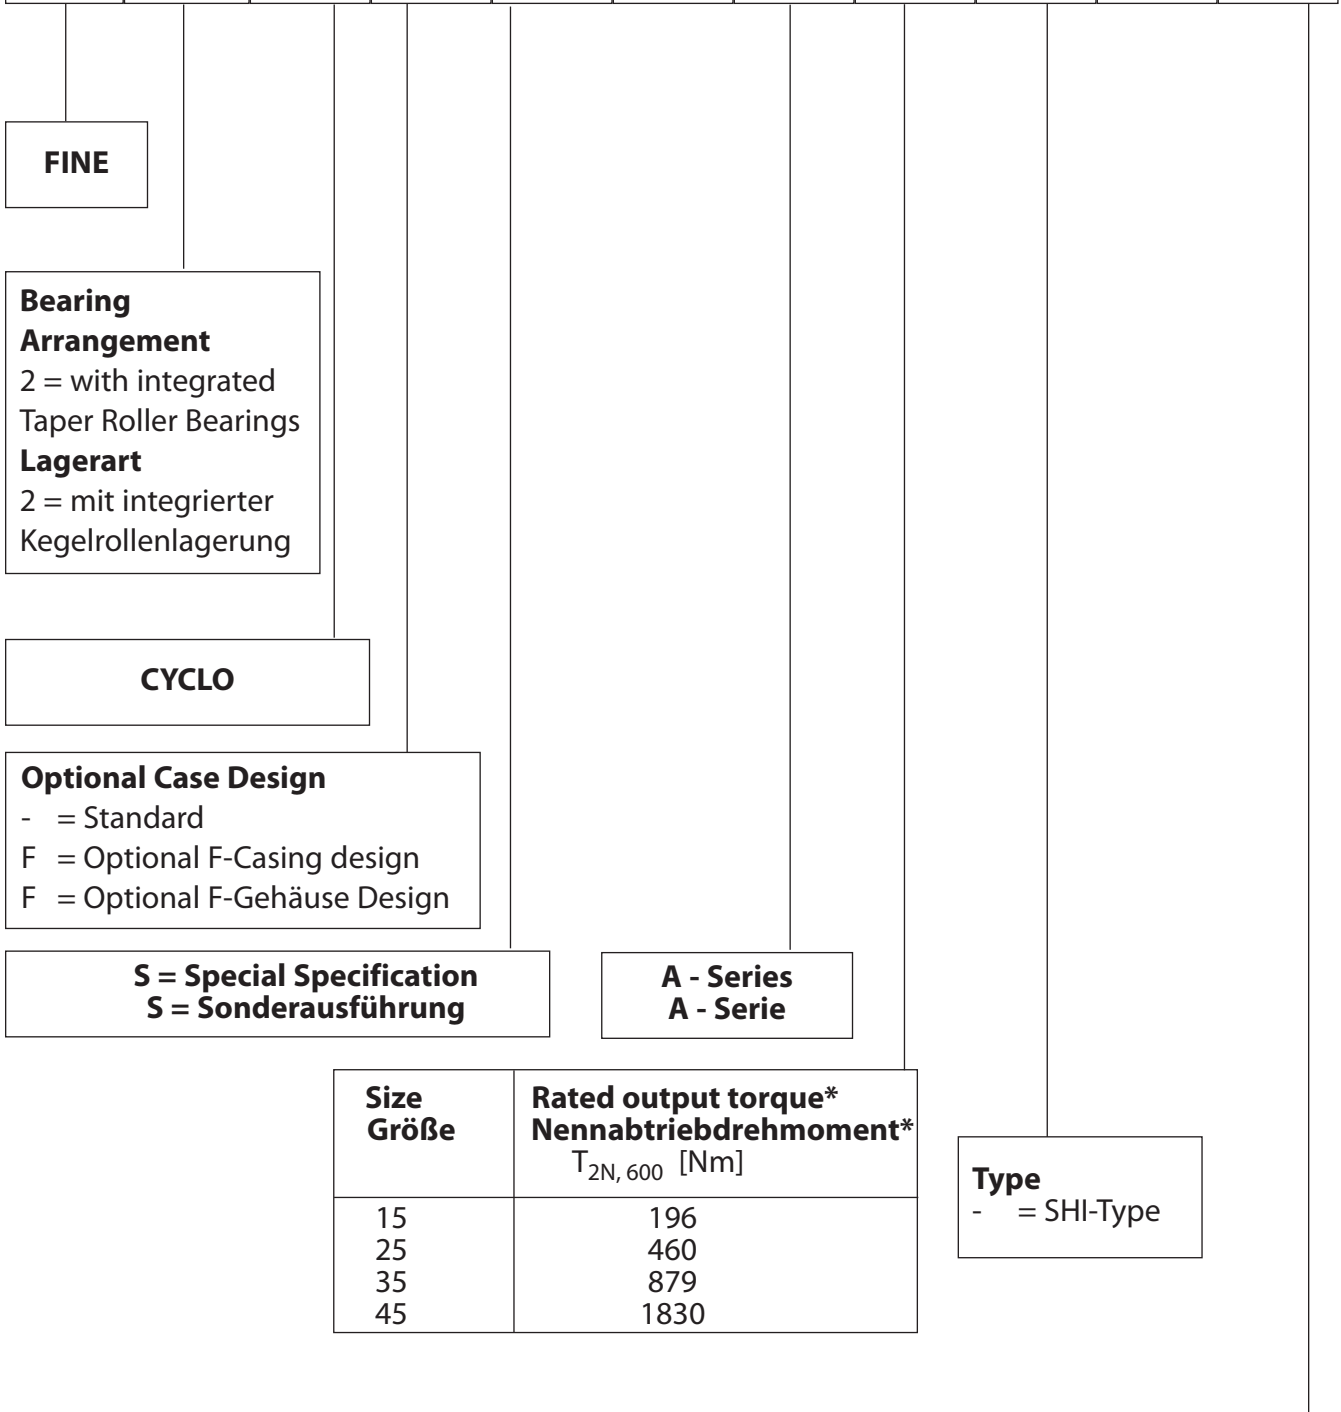 FINE
Bearing
Arrangement
2 = with integrated
Taper Roller Bearings
Lagerart
2 = mit integrierter
Kegelrollenlagerung
CYCLO
Optional Case Design
- = Standard
F = Optional F-Casing design
F = Optional F-Gehäuse Design
S = Special Specification
S = Sonderausführung
A - Series
A - Serie
Size
Größe
Rated output torque*
Nennabtriebdrehmoment*
T2N, 600 [Nm]
15 196
25 460
35 879
45 1830
Type
- = SHI-Type